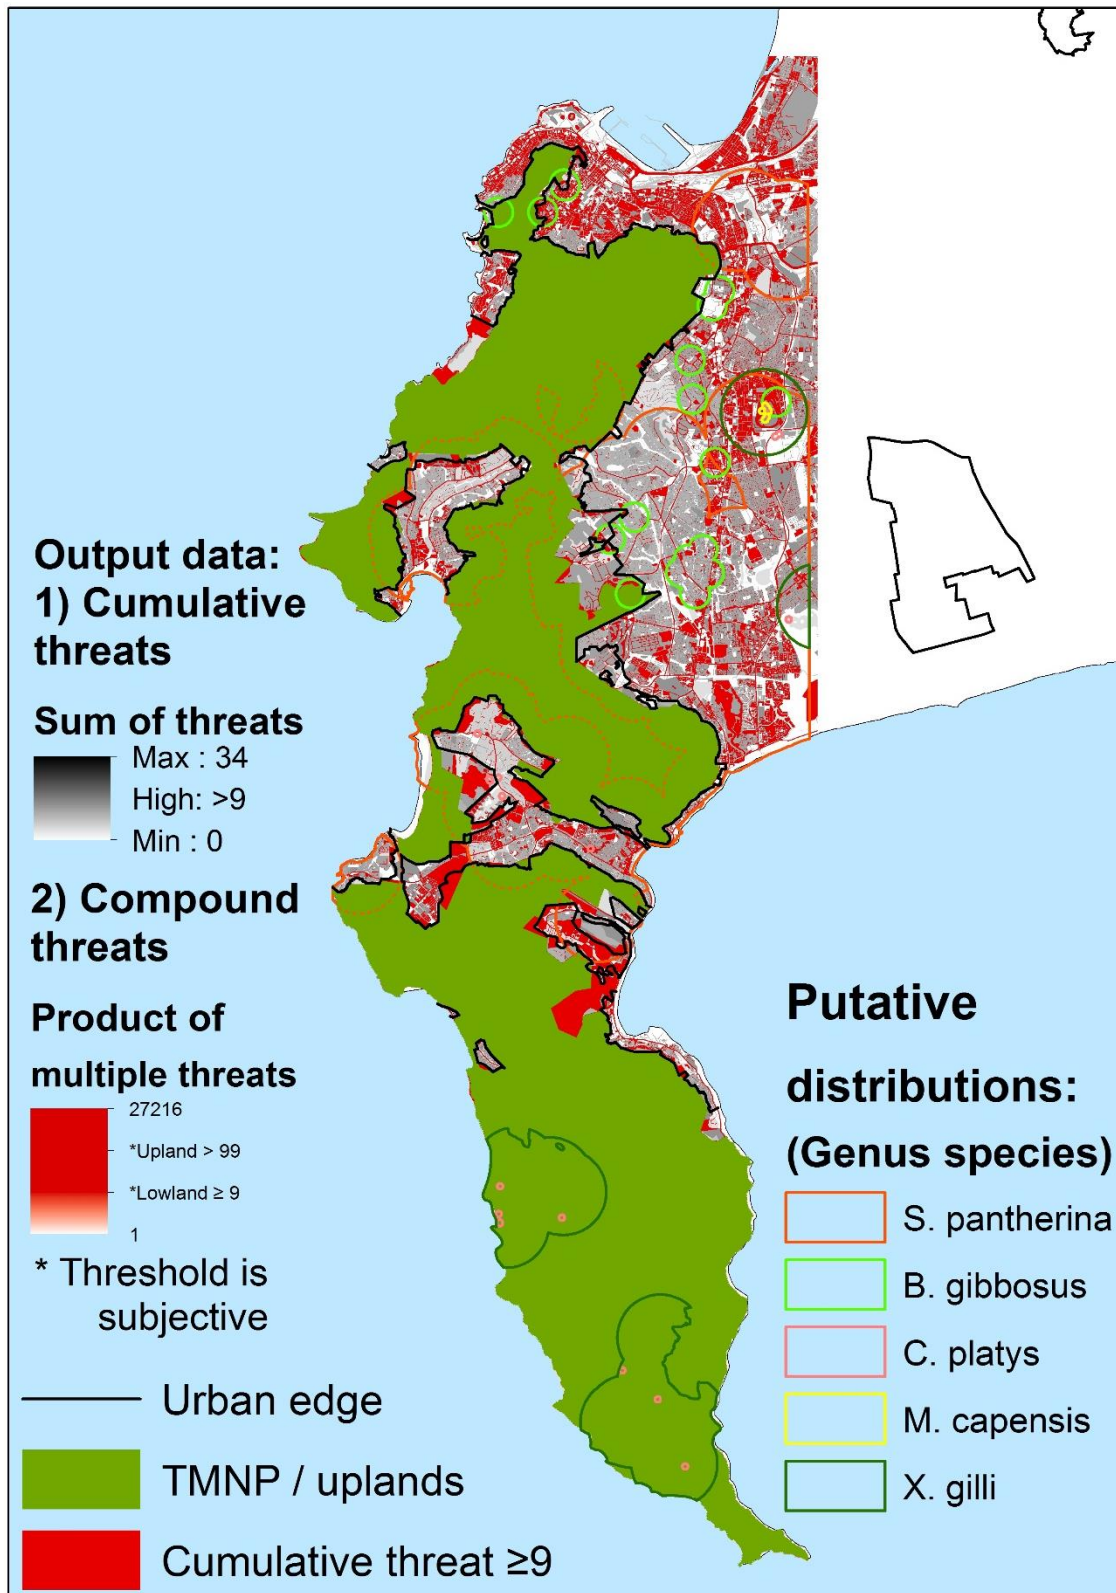 Output data:
1) Cumulative
threats
Sum of threats
Max : 34
High: >9
Min : 0
2) Compound
threats
Product of
multiple threats
27216
*Upland > 99
*Lowland ≥ 9
1
* Threshold is
subjective
Urban edge
TMNP / uplands
Cumulative threat ≥9
Putative
distributions:
(Genus species)
S. pantherina
B. gibbosus
C. platys
M. capensis
X. gilli